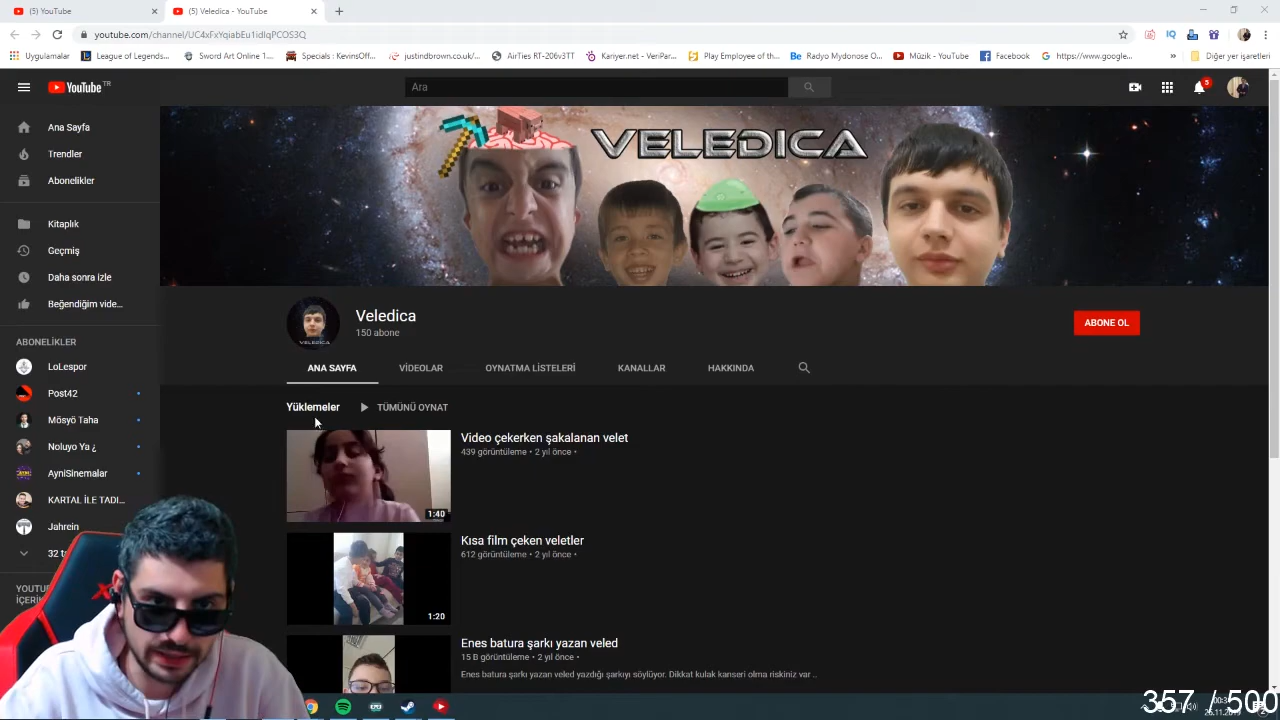 (5) YouTube
(5) Veledica - YouTube
youtube.com/channel/UC4xFxYqiabEu1idIqPCOS3Q
Uygulamalar
League of Legends...
Sword Art Online 1...
Specials : KevinsOff...
justindbrown.co.uk/...
AirTies RT-206v3TT
Kariyer.net - VeriPar...
Play Employee of th...
Radyo Mydonose O...
Müzik - YouTube
Facebook
https://www.google...
»
Diğer yer işaretleri
YouTube TR
Ara
5
Ana Sayfa
Trendler
Abonelikler
Kitaplık
Geçmiş
Daha sonra izle
Beğendiğim vide...
ABONELİKLER
LoLespor
Post42
Mösyö Taha
Noluyo Ya ¿
AyniSinemalar
KARTAL İLE TADI...
Jahrein
VELEDICA
Veledica
150 abone
ABONE OL
ANA SAYFA
VİDEOLAR
OYNATMA LİSTELERİ
KANALLAR
HAKKINDA
Yüklemeler
TÜMÜNÜ OYNAT
1:40
Video çekerken şakalanan velet
439 görüntüleme • 2 yıl önce •
1:20
Kısa film çeken veletler
612 görüntüleme • 2 yıl önce •
Enes batura şarkı yazan veled
15 B görüntüleme • 2 yıl önce •
Enes batura şarkı yazan veled yazdığı şarkıyı söylüyor. Dikkat kulak kanseri olma riskiniz var ..
357 / 500